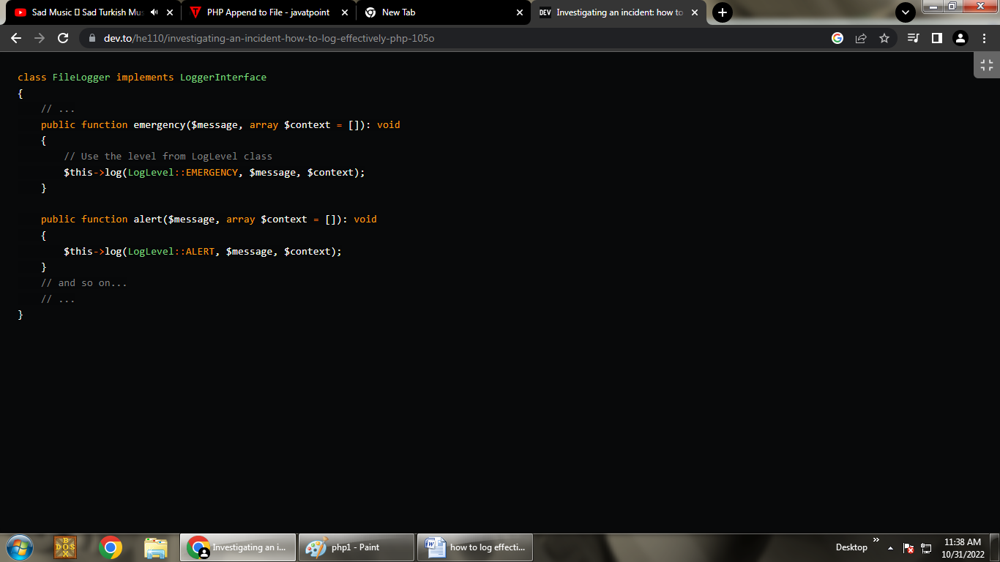 Sad Music 🎵 Sad Turkish Mus
PHP Append to File - javatpoint
New Tab
DEV Investigating an incident: how to
dev.to/he110/investigating-an-incident-how-to-log-effectively-php-105o
class FileLogger implements LoggerInterface
{
    // ...
    public function emergency($message, array $context = []): void
    {
        // Use the level from LogLevel class
        $this->log(LogLevel::EMERGENCY, $message, $context);
    }

    public function alert($message, array $context = []): void
    {
        $this->log(LogLevel::ALERT, $message, $context);
    }
    // and so on...
    // ...
}
BOX
DOS
Investigating an i...
php1 - Paint
how to log effecti...
Desktop
11:38 AM
10/31/2022